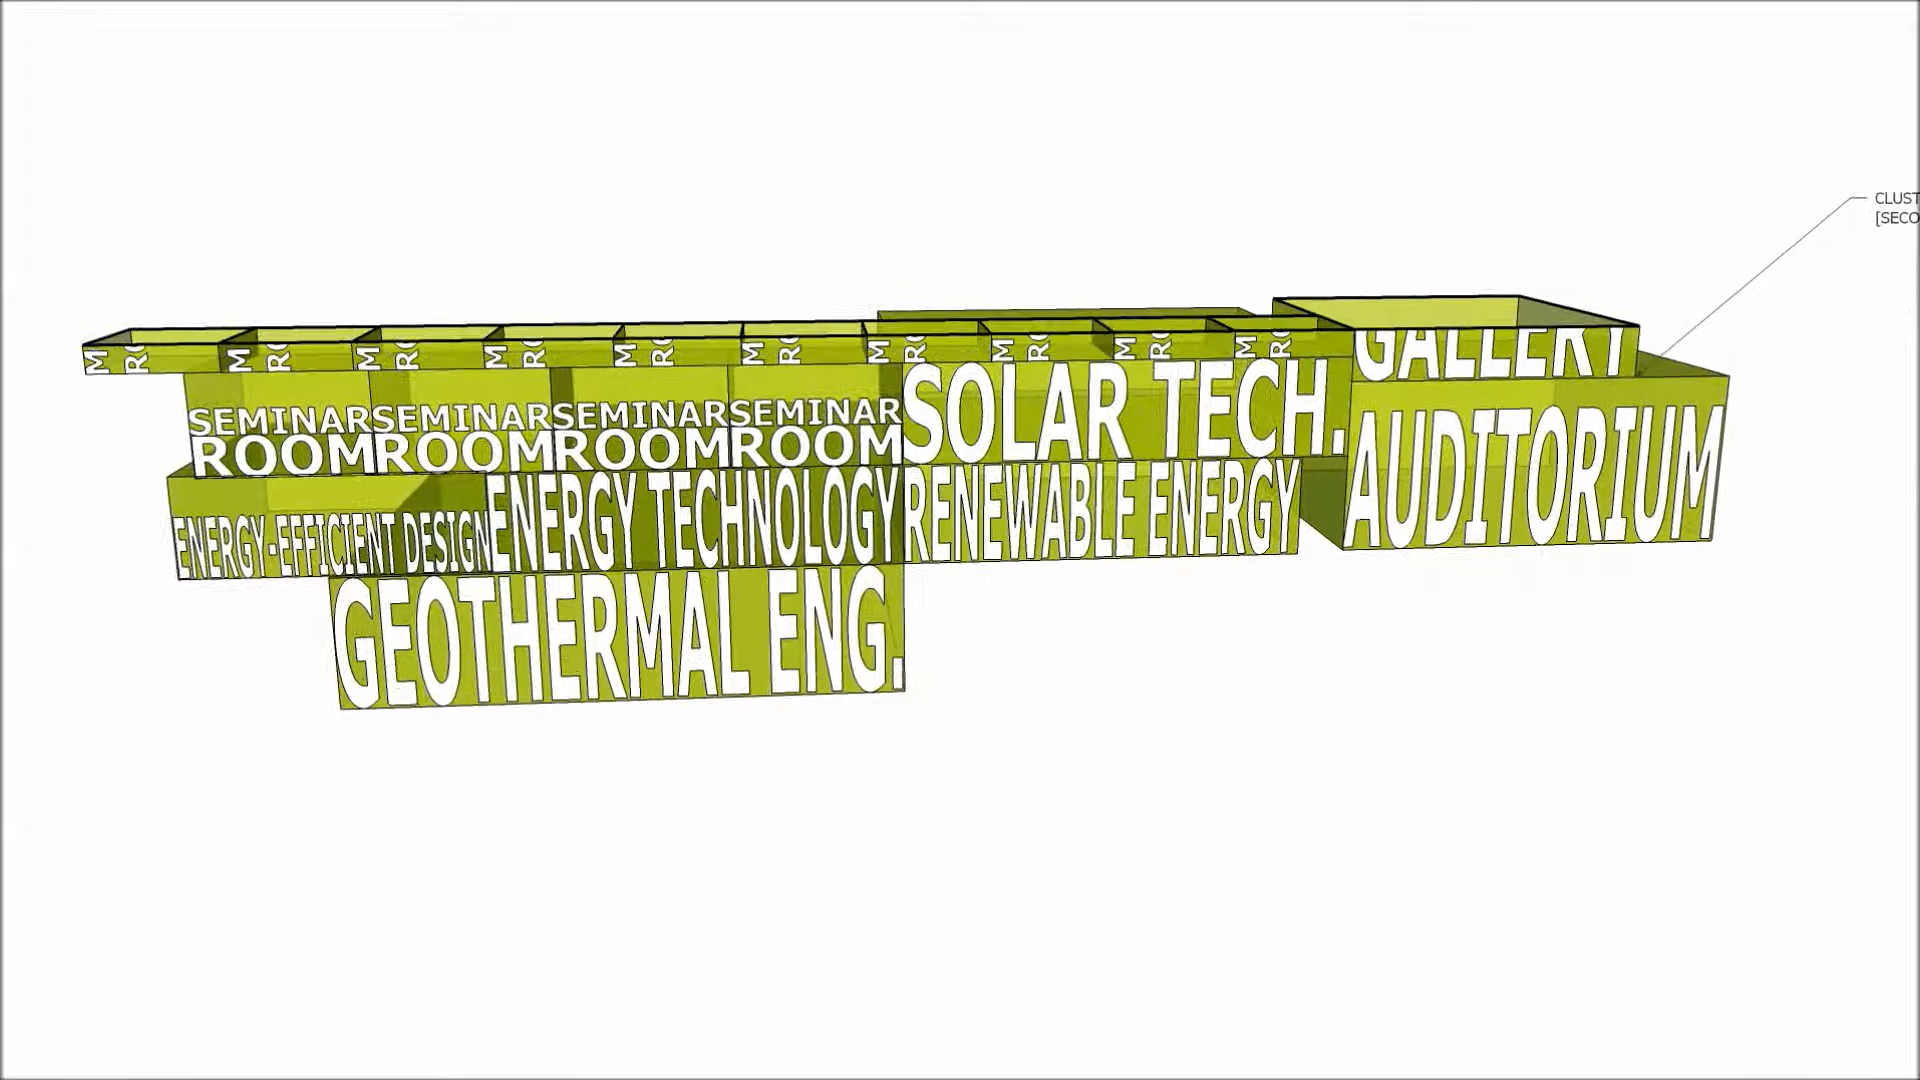 CLUST
[SECO
GALLERY
SEMINAR ROOM
SEMINAR ROOM
SEMINAR ROOM
SEMINAR ROOM
SOLAR TECH.
AUDITORIUM
ENERGY-EFFICIENT DESIGN
ENERGY TECHNOLOGY
RENEWABLE ENERGY
GEOTHERMAL ENG.